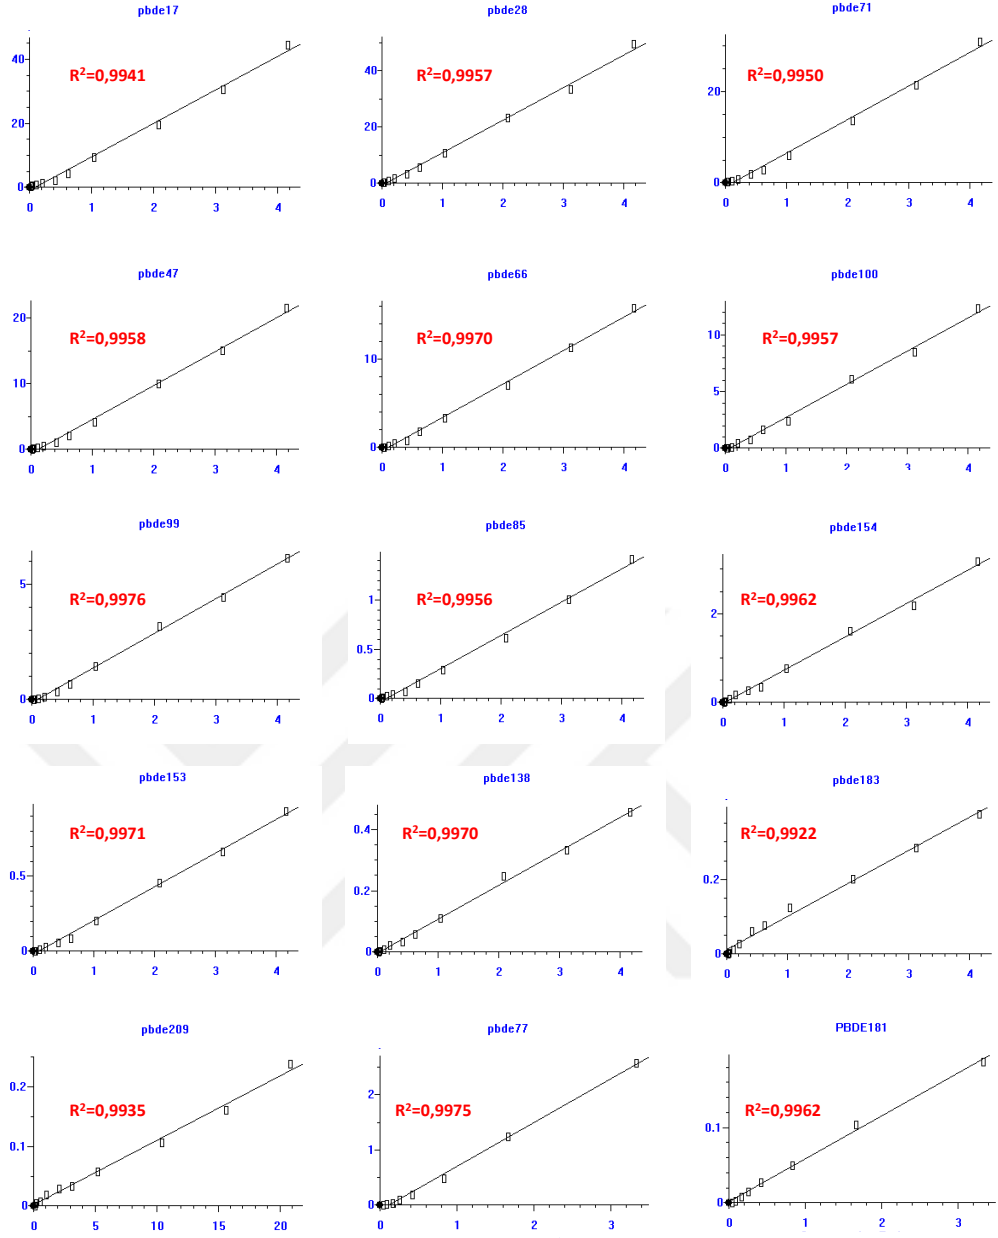 pbde17 pbde28 pbde71
R²=0,9941 R²=0,9957 R²=0,9950
40 40 20
20 20
0 0 0
0 1 2 3 4 0 1 2 3 4 0 1 2 3 4
pbde47 pbde66 pbde100
R²=0,9958 R²=0,9970 R²=0,9957
20 10 10
10 5
0 0 0
0 1 2 3 4 0 1 2 3 4 0 1 2 3 4
pbde99 pbde85 pbde154
R²=0,9976 R²=0,9956 R²=0,9962
5 1 2
0.5
0 0 0
0 1 2 3 4 0 1 2 3 4 0 1 2 3 4
pbde153 pbde138 pbde183
R²=0,9971 R²=0,9970 R²=0,9922
0.5 0.4 0.2
0.2
0 0 0
0 1 2 3 4 0 1 2 3 4 0 1 2 3 4
pbde209 pbde77 PBDE181
R²=0,9935 R²=0,9975 R²=0,9962
0.2 2 0.1
0.1 1
0 0 0
0 5 10 15 20 0 1 2 3 0 1 2 3